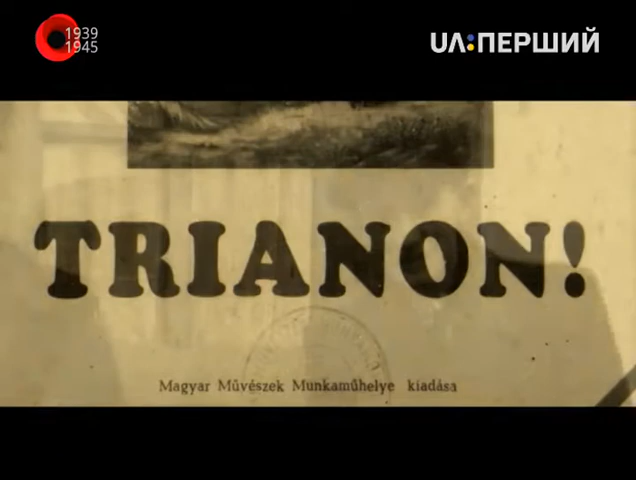 1939
1945
UA:ПЕРШИЙ
TRIANON!
Magyar Művészek Munkaműhelye kiadása